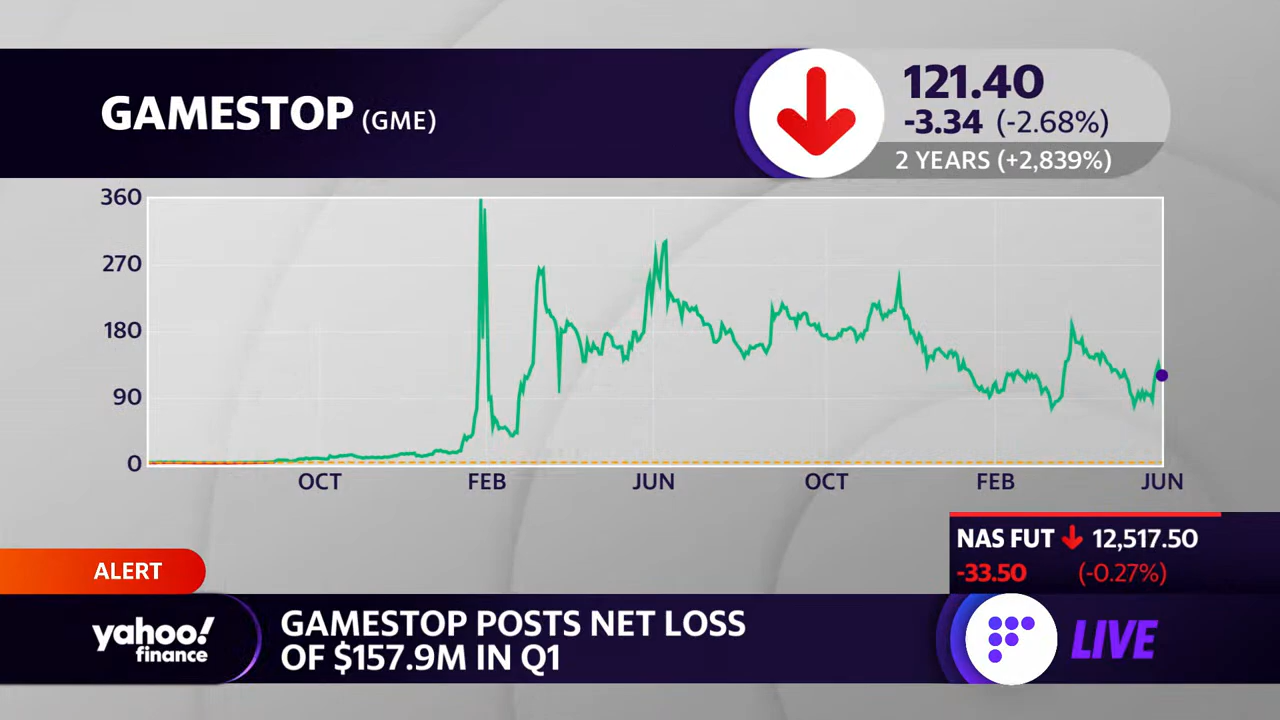 GAMESTOP (GME)
121.40
-3.34 (-2.68%)
2 YEARS (+2,839%)
360
270
180
90
0
OCT FEB JUN OCT FEB JUN
NAS FUT 12,517.50
-33.50 (-0.27%)
ALERT
yahoo!
finance
GAMESTOP POSTS NET LOSS
OF $157.9M IN Q1
LIVE